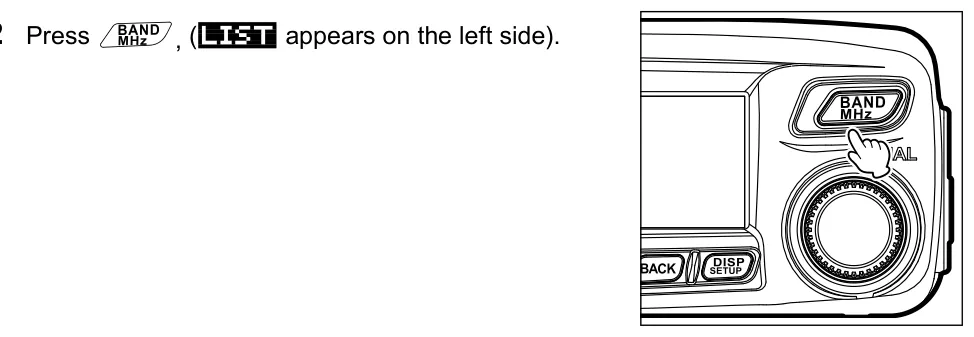 2 Press BAND MHz, (LIST appears on the left side).
BAND
MHz
AL
BACK
DISP
SETUP